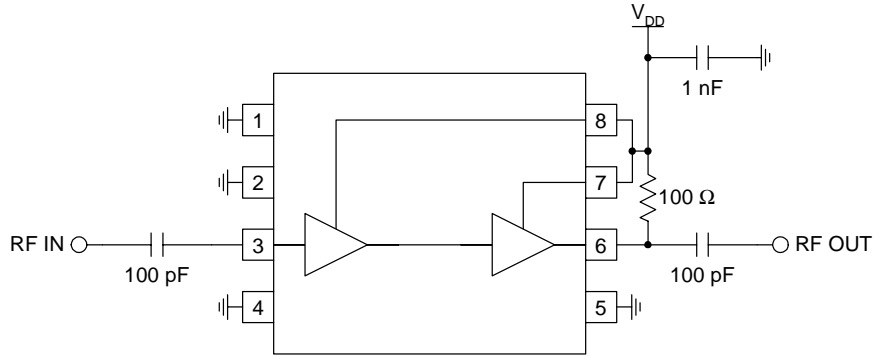 V_DD
1 nF
1
8
2
7
100 Ω
RF IN
3
6
RF OUT
100 pF
100 pF
4
5